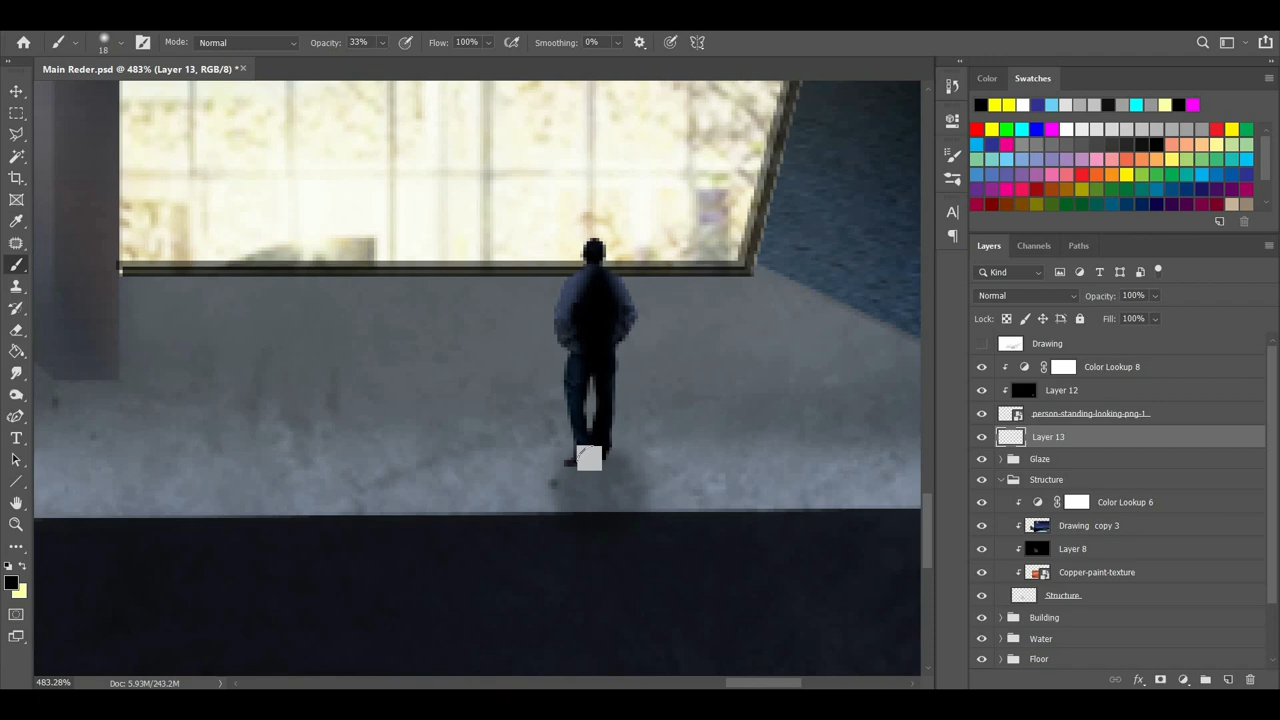 18
Mode: Normal
Opacity: 33%
Flow: 100%
Smoothing: 0%
Main Reder.psd @ 483% (Layer 13, RGB/8) *
Color
Swatches
Layers
Channels
Paths
Kind
Normal
Opacity: 100%
Lock:
Fill: 100%
Drawing
Color Lookup 8
Layer 12
person-standing-looking-png-1
Layer 13
Glaze
Structure
Color Lookup 6
Drawing copy 3
Layer 8
Copper-paint-texture
Structure
Building
Water
Floor
483.28%
Doc: 5.93M/243.2M